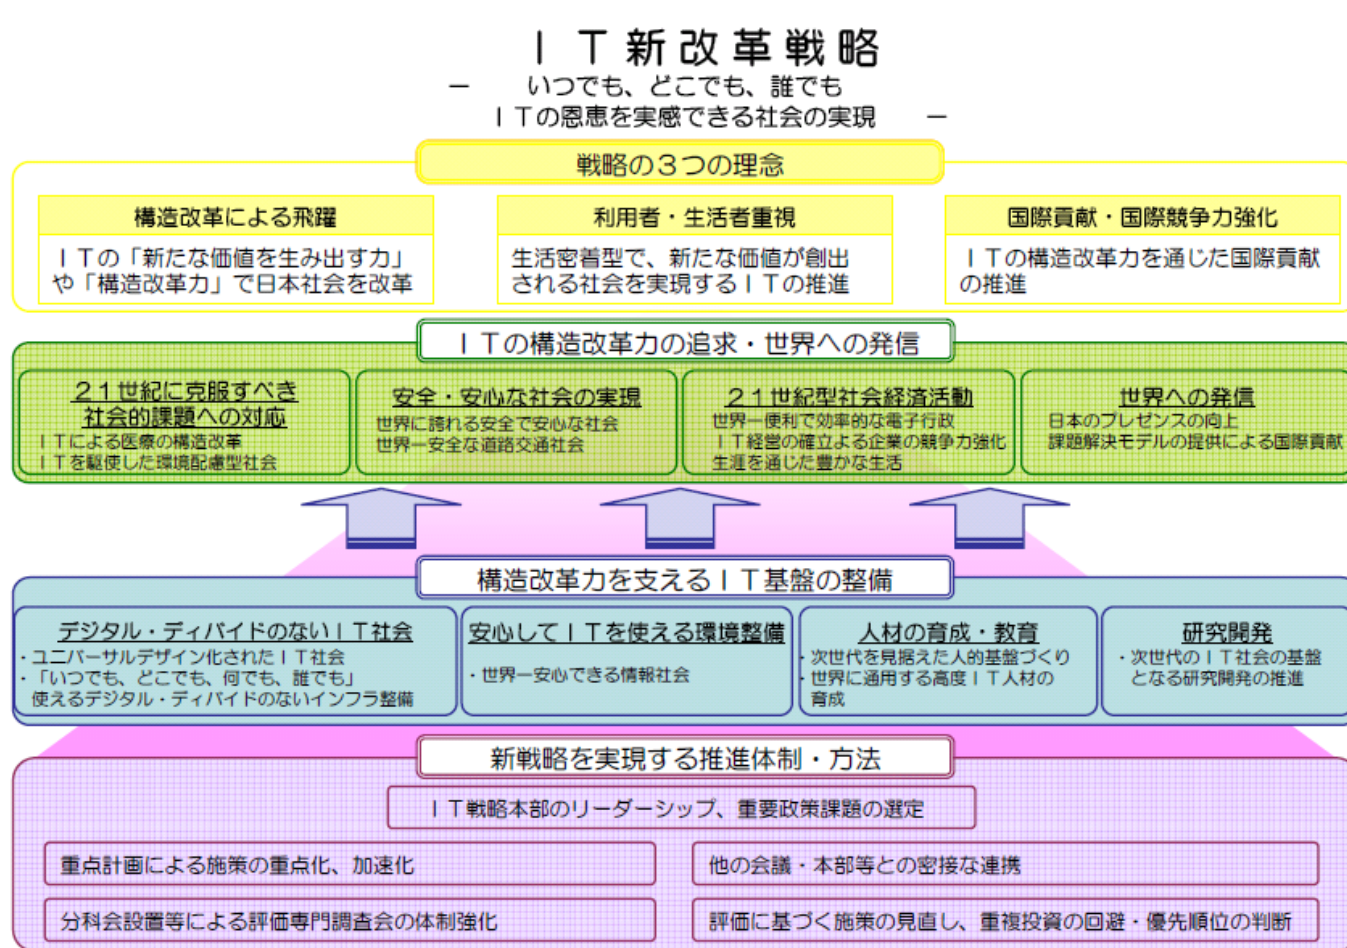 ＩＴ新改革戦略
－　いつでも、どこでも、誰でも
ＩＴの恩恵を実感できる社会の実現　－
戦略の３つの理念
構造改革による飛躍
ＩＴの「新たな価値を生み出す力」
や「構造改革力」で日本社会を改革
利用者・生活者重視
生活密着型で、新たな価値が創出
される社会を実現するＩＴの推進
国際貢献・国際競争力強化
ＩＴの構造改革力を通じた国際貢献
の推進
ＩＴの構造改革力の追求・世界への発信
２１世紀に克服すべき
社会的課題への対応
ＩＴによる医療の構造改革
ＩＴを駆使した環境配慮型社会
安全・安心な社会の実現
世界に誇れる安全で安心な社会
世界一安全な道路交通社会
２１世紀型社会経済活動
世界一便利で効率的な電子行政
ＩＴ経営の確立よる企業の競争力強化
生涯を通じた豊かな生活
世界への発信
日本のプレゼンスの向上
課題解決モデルの提供による国際貢献
構造改革力を支えるＩＴ基盤の整備
デジタル・ディバイドのないＩＴ社会
・ユニバーサルデザイン化されたＩＴ社会
・「いつでも、どこでも、何でも、誰でも」
使えるデジタル・ディバイドのないインフラ整備
安心してＩＴを使える環境整備
・世界一安心できる情報社会
人材の育成・教育
・次世代を見据えた人的基盤づくり
・世界に通用する高度ＩＴ人材の
育成
研究開発
・次世代のＩＴ社会の基盤
となる研究開発の推進
新戦略を実現する推進体制・方法
ＩＴ戦略本部のリーダーシップ、重要政策課題の選定
重点計画による施策の重点化、加速化
他の会議・本部等との密接な連携
分科会設置等による評価専門調査会の体制強化
評価に基づく施策の見直し、重複投資の回避・優先順位の判断